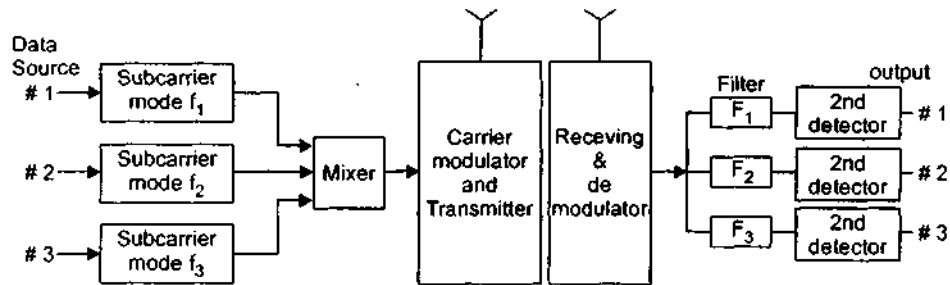 Data
Source
# 1
Subcarrier
mode f₁
# 2
Subcarrier
mode f₂
# 3
Subcarrier
mode f₃
Mixer
Carrier
modulator
and
Transmitter
Receving
&
de
modulator
Filter
F₁
F₂
F₃
output
2nd
detector
# 1
2nd
detector
# 2
2nd
detector
# 3